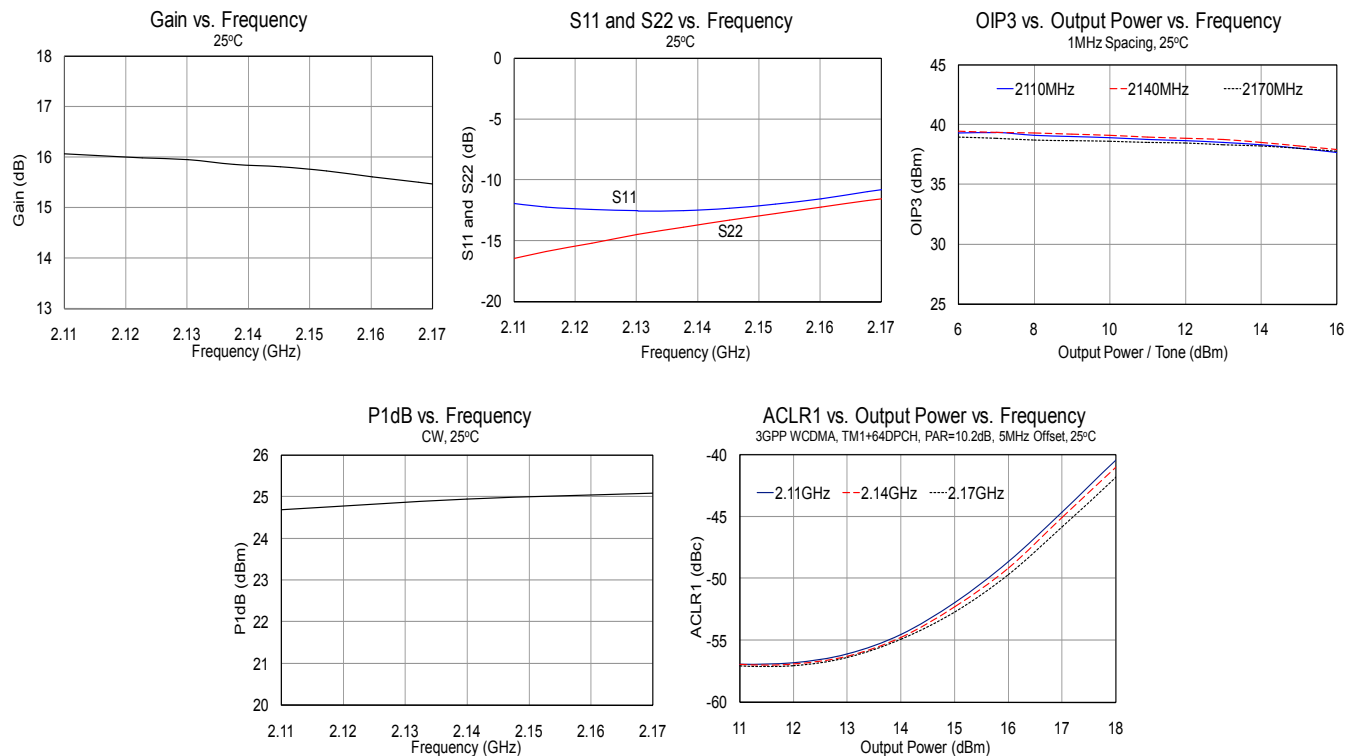 Gain vs. Frequency
25°C
Gain (dB)
18
17
16
15
14
13
2.11 2.12 2.13 2.14 2.15 2.16 2.17
Frequency (GHz)
S11 and S22 vs. Frequency
25°C
S11 and S22 (dB)
0
-5
-10
-15
-20
S11
S22
2.11 2.12 2.13 2.14 2.15 2.16 2.17
Frequency (GHz)
OIP3 vs. Output Power vs. Frequency
1MHz Spacing, 25°C
OIP3 (dBm)
45
40
35
30
25
2110MHz 2140MHz 2170MHz
6 8 10 12 14 16
Output Power / Tone (dBm)
P1dB vs. Frequency
CW, 25°C
P1dB (dBm)
26
25
24
23
22
21
20
2.11 2.12 2.13 2.14 2.15 2.16 2.17
Frequency (GHz)
ACLR1 vs. Output Power vs. Frequency
3GPP WCDMA, TM1+64DPCH, PAR=10.2dB, 5MHz Offset, 25°C
ACLR1 (dBc)
-40
-45
-50
-55
-60
2.11GHz 2.14GHz 2.17GHz
11 12 13 14 15 16 17 18
Output Power (dBm)